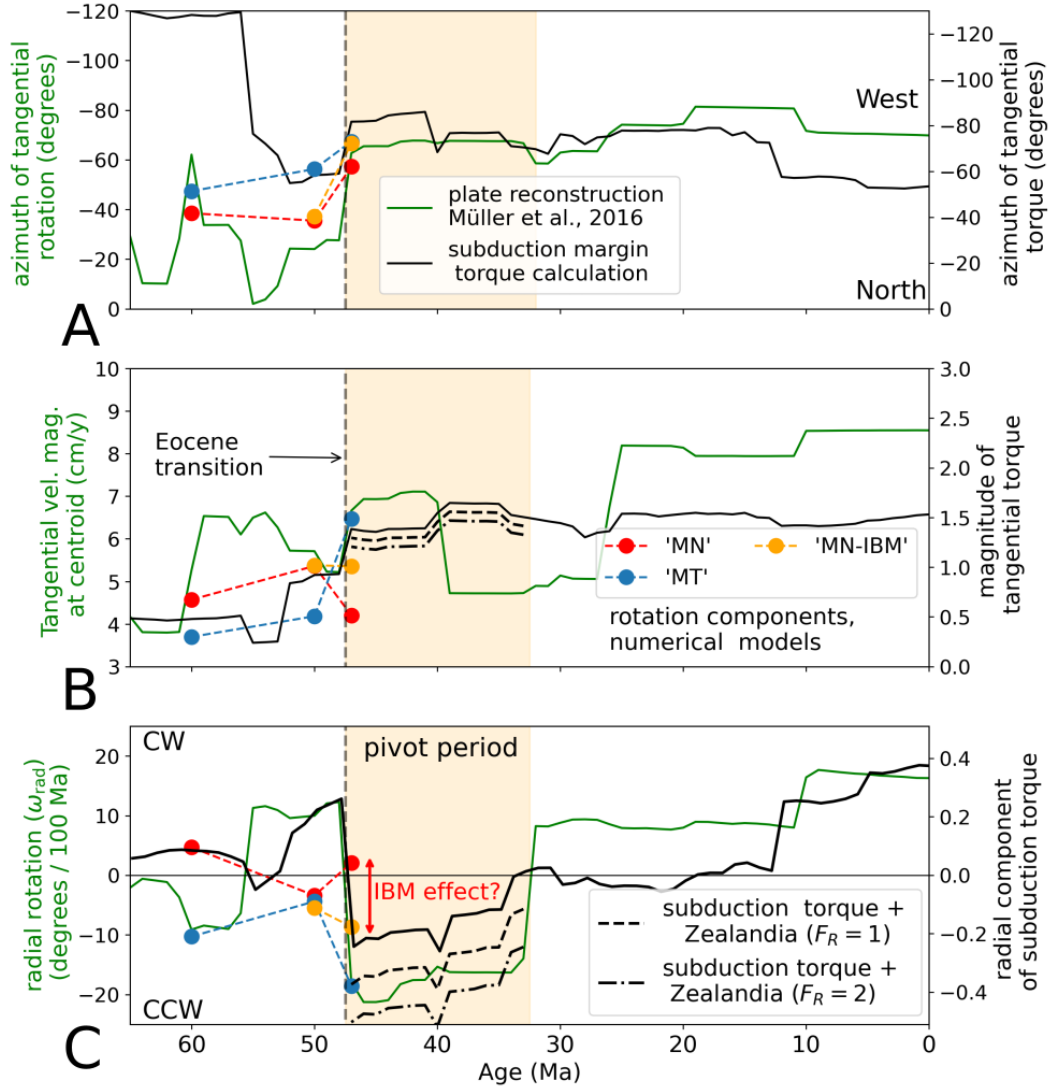 −120
−100
−80
−60
−40
−20
0
azimuth of tangential
rotation (degrees)
−120
−100
−80
−60
−40
−20
0
azimuth of tangential
torque (degrees)
West
North
plate reconstruction
Müller et al., 2016
subduction margin
torque calculation
A
10
9
8
7
6
5
4
3
Tangential vel. mag.
at centroid (cm/y)
3.0
2.5
2.0
1.5
1.0
0.5
0.0
magnitude of
tangential torque
Eocene
transition
'MN'
'MT'
'MN-IBM'
rotation components,
numerical models
B
20
10
0
−10
−20
radial rotation (ωrad)
(degrees / 100 Ma)
0.4
0.2
0.0
−0.2
−0.4
radial component
of subduction torque
CW
CCW
pivot period
IBM effect?
subduction torque +
Zealandia (FR = 1)
subduction torque +
Zealandia (FR = 2)
C
60
50
40
30
20
10
0
Age (Ma)